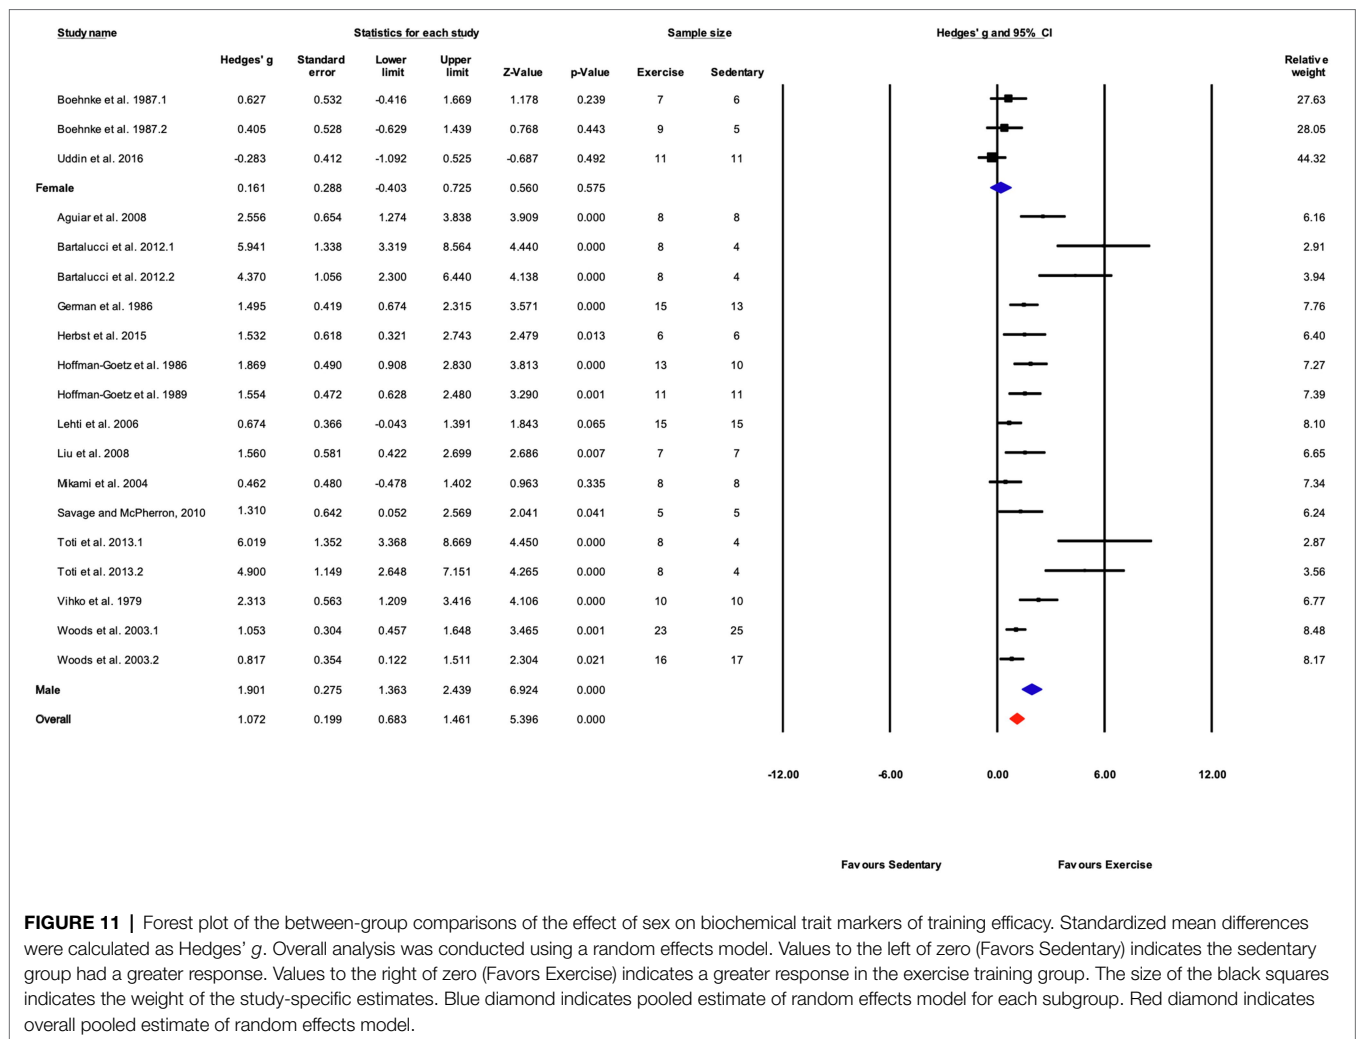 Study name Statistics for each study Sample size Hedges' g and 95% CI
Hedges' g Standard error Lower limit Upper limit Z-Value p-Value Exercise Sedentary Relative weight
Boehnke et al. 1987.1 0.627 0.532 -0.416 1.669 1.178 0.239 7 6 27.63
Boehnke et al. 1987.2 0.405 0.528 -0.629 1.439 0.768 0.443 9 5 28.05
Uddin et al. 2016 -0.283 0.412 -1.092 0.525 -0.687 0.492 11 11 44.32
Female 0.161 0.288 -0.403 0.725 0.560 0.575
Aguiar et al. 2008 2.556 0.654 1.274 3.838 3.909 0.000 8 8 6.16
Bartalucci et al. 2012.1 5.941 1.338 3.319 8.564 4.440 0.000 8 4 2.91
Bartalucci et al. 2012.2 4.370 1.056 2.300 6.440 4.138 0.000 8 4 3.94
German et al. 1986 1.495 0.419 0.674 2.315 3.571 0.000 15 13 7.76
Herbst et al. 2015 1.532 0.618 0.321 2.743 2.479 0.013 6 6 6.40
Hoffman-Goetz et al. 1986 1.869 0.490 0.908 2.830 3.813 0.000 13 10 7.27
Hoffman-Goetz et al. 1989 1.554 0.472 0.628 2.480 3.290 0.001 11 11 7.39
Lehti et al. 2006 0.674 0.366 -0.043 1.391 1.843 0.065 15 15 8.10
Liu et al. 2008 1.560 0.581 0.422 2.699 2.686 0.007 7 7 6.65
Mikami et al. 2004 0.462 0.480 -0.478 1.402 0.963 0.335 8 8 7.34
Savage and McPherron, 2010 1.310 0.642 0.052 2.569 2.041 0.041 5 5 6.24
Toti et al. 2013.1 6.019 1.352 3.368 8.669 4.450 0.000 8 4 2.87
Toti et al. 2013.2 4.900 1.149 2.648 7.151 4.265 0.000 8 4 3.56
Vihko et al. 1979 2.313 0.563 1.209 3.416 4.106 0.000 10 10 6.77
Woods et al. 2003.1 1.053 0.304 0.457 1.648 3.465 0.001 23 25 8.48
Woods et al. 2003.2 0.817 0.354 0.122 1.511 2.304 0.021 16 17 8.17
Male 1.901 0.275 1.363 2.439 6.924 0.000
Overall 1.072 0.199 0.683 1.461 5.396 0.000
-12.00 -6.00 0.00 6.00 12.00
Favours Sedentary Favours Exercise
FIGURE 11 | Forest plot of the between-group comparisons of the effect of sex on biochemical trait markers of training efficacy. Standardized mean differences
were calculated as Hedges' g. Overall analysis was conducted using a random effects model. Values to the left of zero (Favors Sedentary) indicates the sedentary
group had a greater response. Values to the right of zero (Favors Exercise) indicates a greater response in the exercise training group. The size of the black squares
indicates the weight of the study-specific estimates. Blue diamond indicates pooled estimate of random effects model for each subgroup. Red diamond indicates
overall pooled estimate of random effects model.